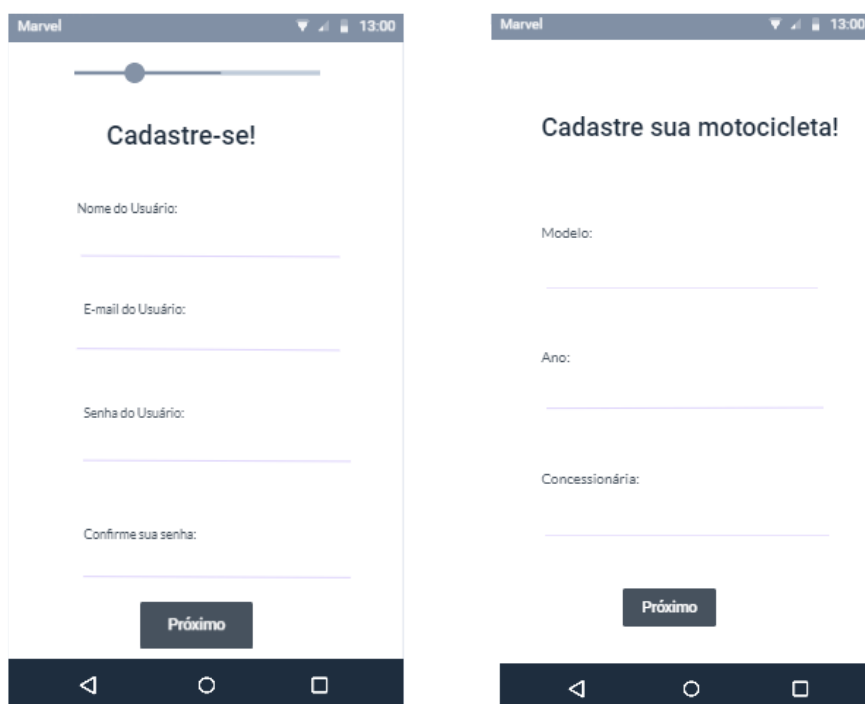 Marvel
13:00
Cadastre-se!
Nome do Usuário:
E-mail do Usuário:
Senha do Usuário:
Confirme sua senha:
Próximo
Marvel
13:00
Cadastre sua motocicleta!
Modelo:
Ano:
Concessionária:
Próximo